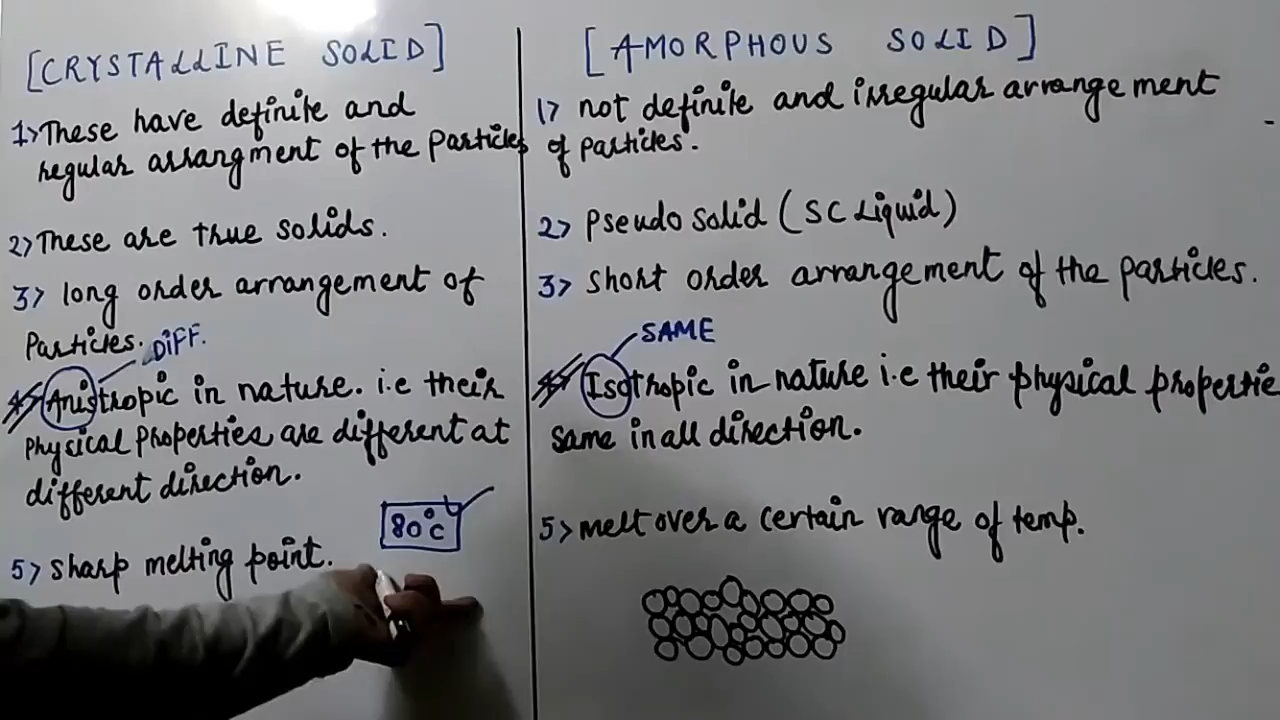 [CRYSTALLINE SOLID]
1> These have definite and
regular arrangment of the Particles
2> These are true solids.
3> long order arrangement of
Particles.
DIFF.
4> Anistropic in nature. i.e their
Physical Properties are different at
different direction.
80°C
5> Sharp melting point.
[AMORPHOUS SOLID]
1> not definite and irregular arrangement
of particles.
2> Pseudo solid (SC Liquid)
3> Short order arrangement of the particles.
SAME
4> Isotropic in nature i.e their physical propertie
same in all direction.
5> melt over a certain range of temp.